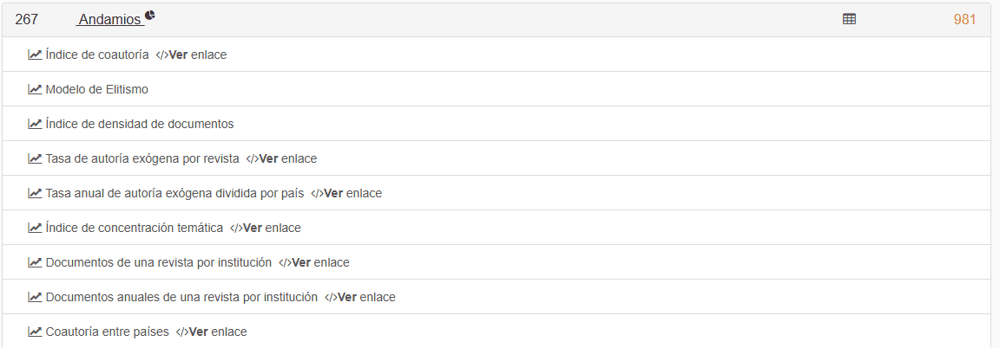 267 Andamios 981
Índice de coautoría </>Ver enlace
Modelo de Elitismo
Índice de densidad de documentos
Tasa de autoría exógena por revista </>Ver enlace
Tasa anual de autoría exógena dividida por país </>Ver enlace
Índice de concentración temática </>Ver enlace
Documentos de una revista por institución </>Ver enlace
Documentos anuales de una revista por institución </>Ver enlace
Coautoría entre países </>Ver enlace